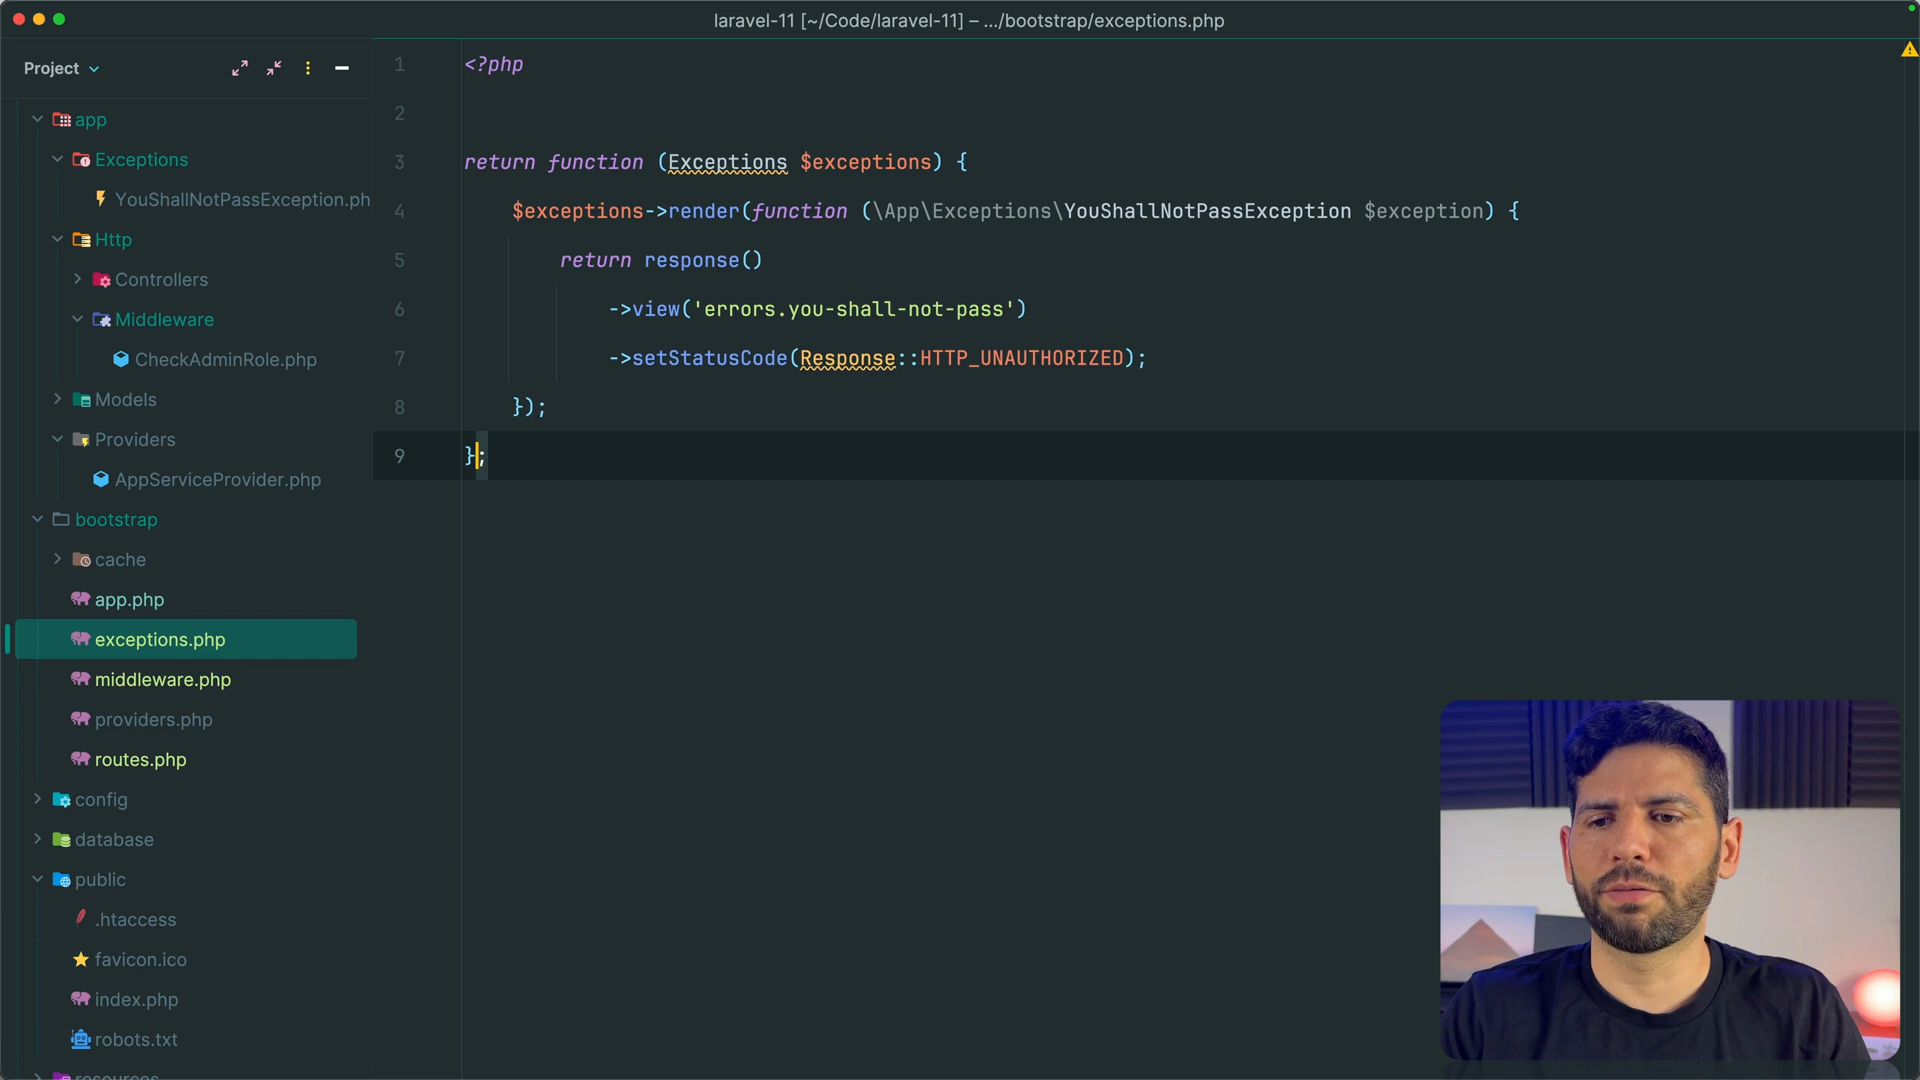 laravel-11 [~/Code/laravel-11] – .../bootstrap/exceptions.php
Project
app
Exceptions
YouShallNotPassException.ph
Http
Controllers
Middleware
CheckAdminRole.php
Models
Providers
AppServiceProvider.php
bootstrap
cache
app.php
exceptions.php
middleware.php
providers.php
routes.php
config
database
public
.htaccess
favicon.ico
index.php
robots.txt
resources
1 <?php
2
3 return function (Exceptions $exceptions) {
4 $exceptions->render(function (\App\Exceptions\YouShallNotPassException $exception) {
5 return response()
6 ->view('errors.you-shall-not-pass')
7 ->setStatusCode(Response::HTTP_UNAUTHORIZED);
8 });
9 };